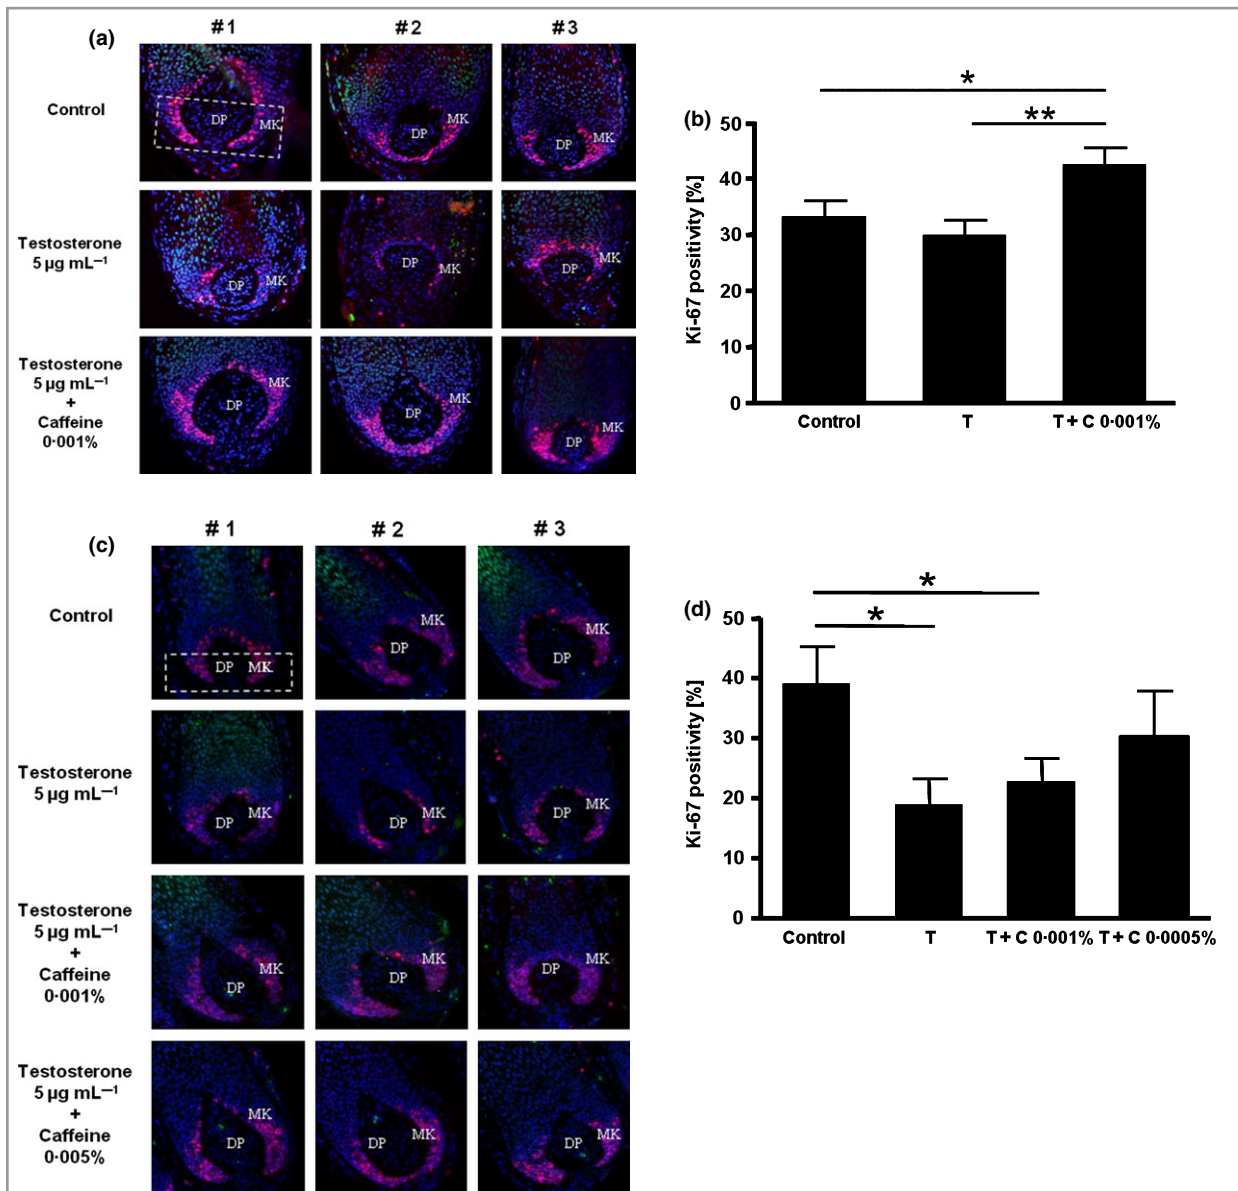 (a)
#1 #2 #3
Control
DP MK
DP MK
DP MK
Testosterone
5 µg mL⁻¹
DP MK
DP MK
DP MK
Testosterone
5 µg mL⁻¹
+
Caffeine
0·001%
DP MK
DP MK
DP MK
(b)
* 
**
Ki-67 positivity [%]
50
40
30
20
10
0
Control T T + C 0·001%
(c)
# 1 # 2 # 3
Control
DP MK
DP MK
DP MK
Testosterone
5 µg mL⁻¹
DP MK
DP MK
DP MK
Testosterone
5 µg mL⁻¹
+
Caffeine
0·001%
DP MK
DP MK
DP MK
Testosterone
5 µg mL⁻¹
+
Caffeine
0·005%
DP MK
DP MK
DP MK
(d)
*
*
Ki-67 positivity [%]
50
40
30
20
10
0
Control T T + C 0·001% T + C 0·0005%